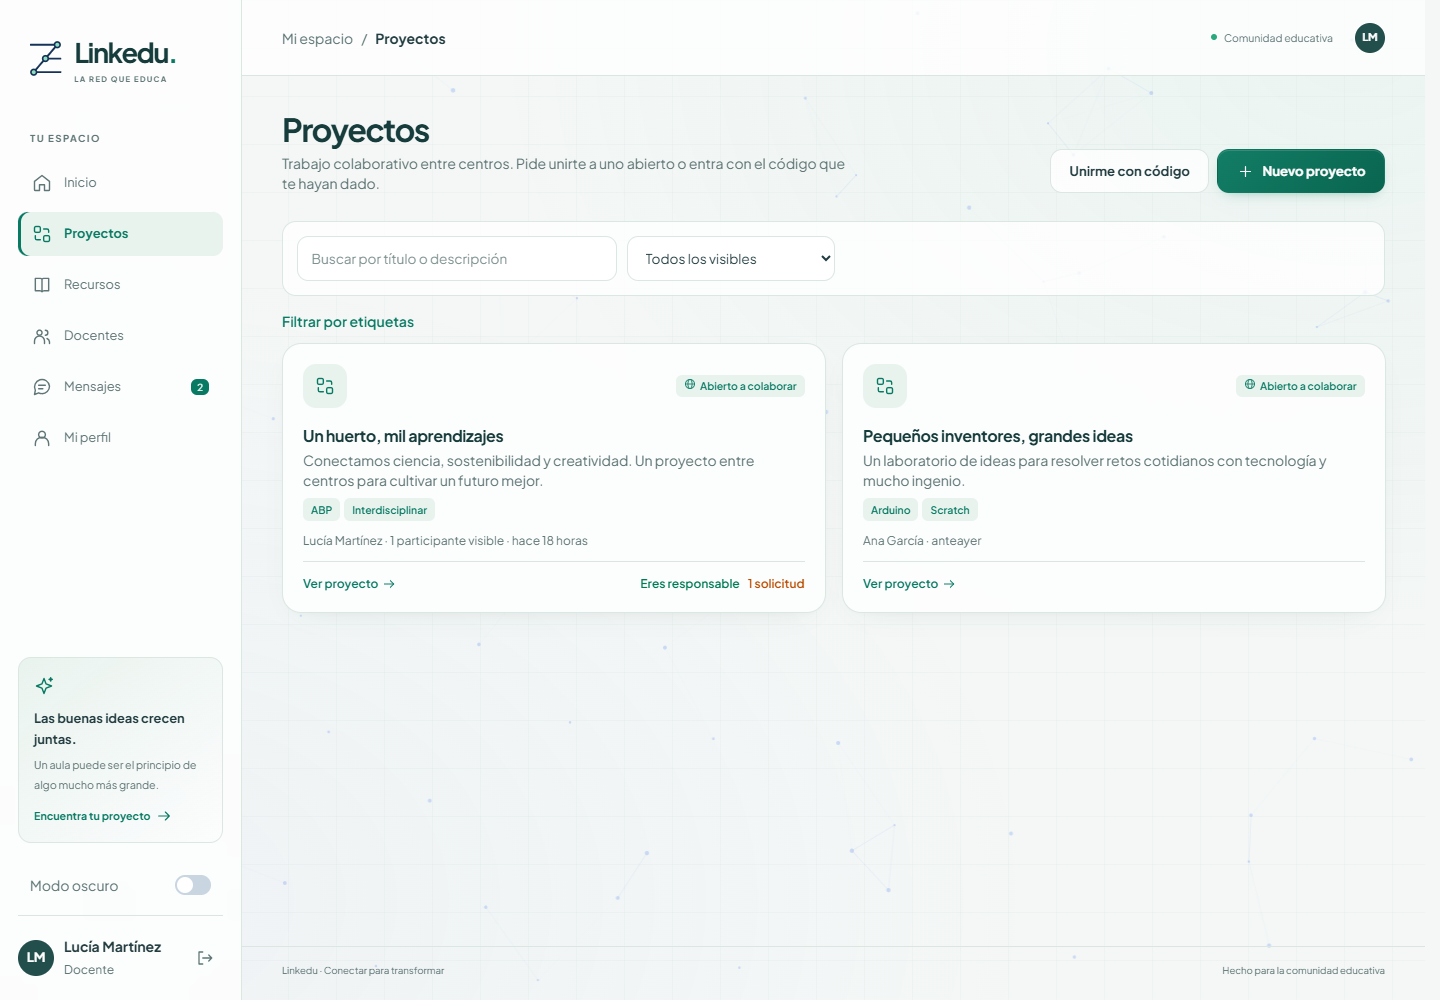 Linkedu.
LA RED QUE EDUCA
TU ESPACIO
Inicio
Proyectos
Recursos
Docentes
Mensajes 2
Mi perfil
Las buenas ideas crecen
juntas.
Un aula puede ser el principio de
algo mucho más grande.
Encuentra tu proyecto →
Modo oscuro
LM Lucía Martínez
Docente
Mi espacio / Proyectos
Comunidad educativa LM
Proyectos
Trabajo colaborativo entre centros. Pide unirte a uno abierto o entra con el código que
te hayan dado.
Unirme con código
+ Nuevo proyecto
Buscar por título o descripción
Todos los visibles
Filtrar por etiquetas
Abierto a colaborar
Un huerto, mil aprendizajes
Conectamos ciencia, sostenibilidad y creatividad. Un proyecto entre
centros para cultivar un futuro mejor.
ABP Interdisciplinar
Lucía Martínez · 1 participante visible · hace 18 horas
Ver proyecto → Eres responsable 1 solicitud
Abierto a colaborar
Pequeños inventores, grandes ideas
Un laboratorio de ideas para resolver retos cotidianos con tecnología y
mucho ingenio.
Arduino Scratch
Ana García · anteayer
Ver proyecto →
Linkedu · Conectar para transformar
Hecho para la comunidad educativa